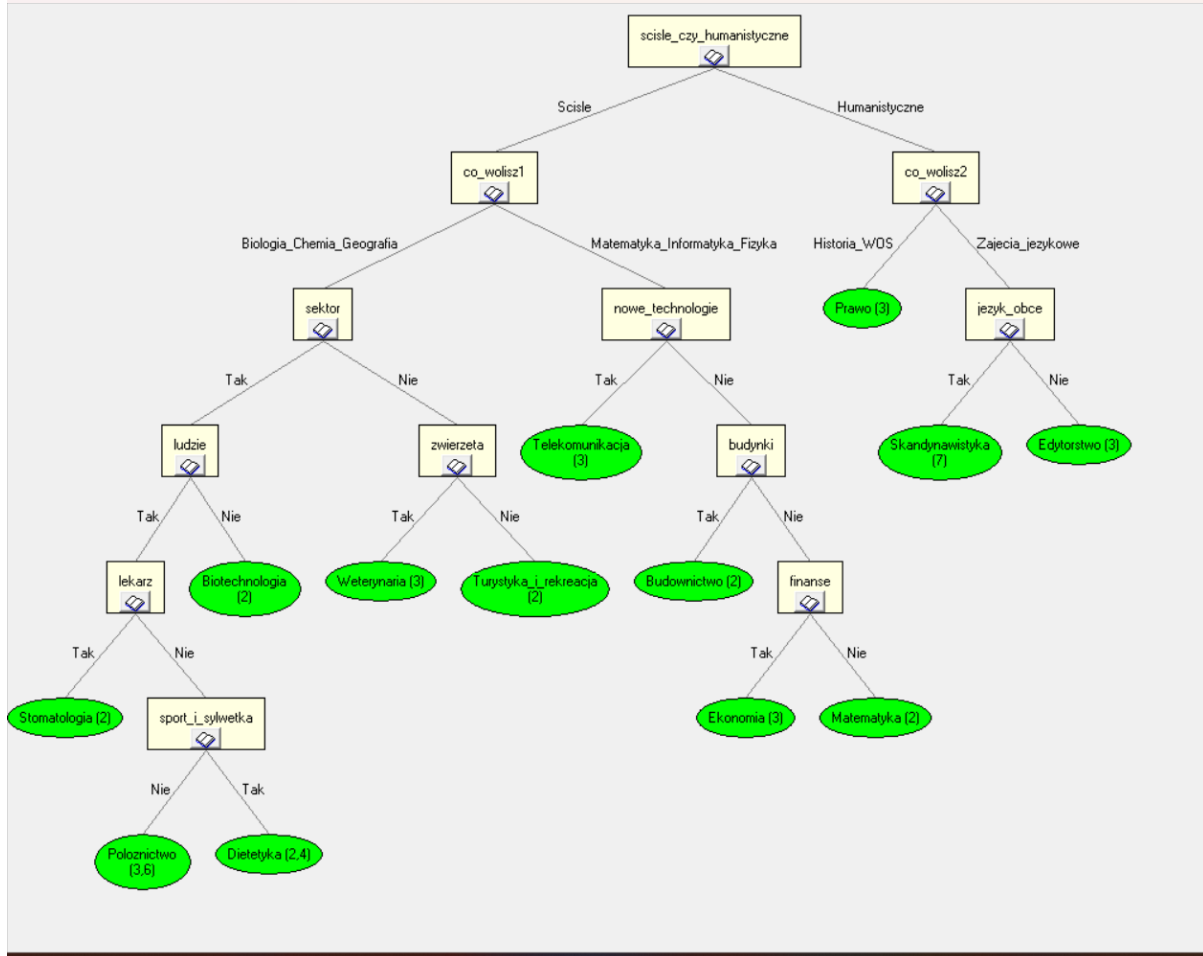 scisle_czy_humanistyczne
Scisle
Humanistyczne
co_wolisz1
co_wolisz2
Biologia_Chemia_Geografia
Matematyka_Informatyka_Fizyka
Historia_WOS
Zajecia_jezykowe
sektor
nowe_technologie
Prawo (3)
jezyk_obce
Tak
Nie
Tak
Nie
Tak
Nie
ludzie
zwierzeta
Telekomunikacja
(3)
budynki
Skandynawistyka
(7)
Edytorstwo (3)
Tak
Nie
Tak
Nie
Tak
Nie
lekarz
Biotechnologia
(2)
Weterynaria (3)
Turystyka_i_rekreacja
(2)
Budownictwo (2)
finanse
Tak
Nie
Tak
Nie
Stomatologia (2)
sport_i_sylwetka
Ekonomia (3)
Matematyka (2)
Nie
Tak
Poloznictwo
(3,6)
Dietetyka (2,4)